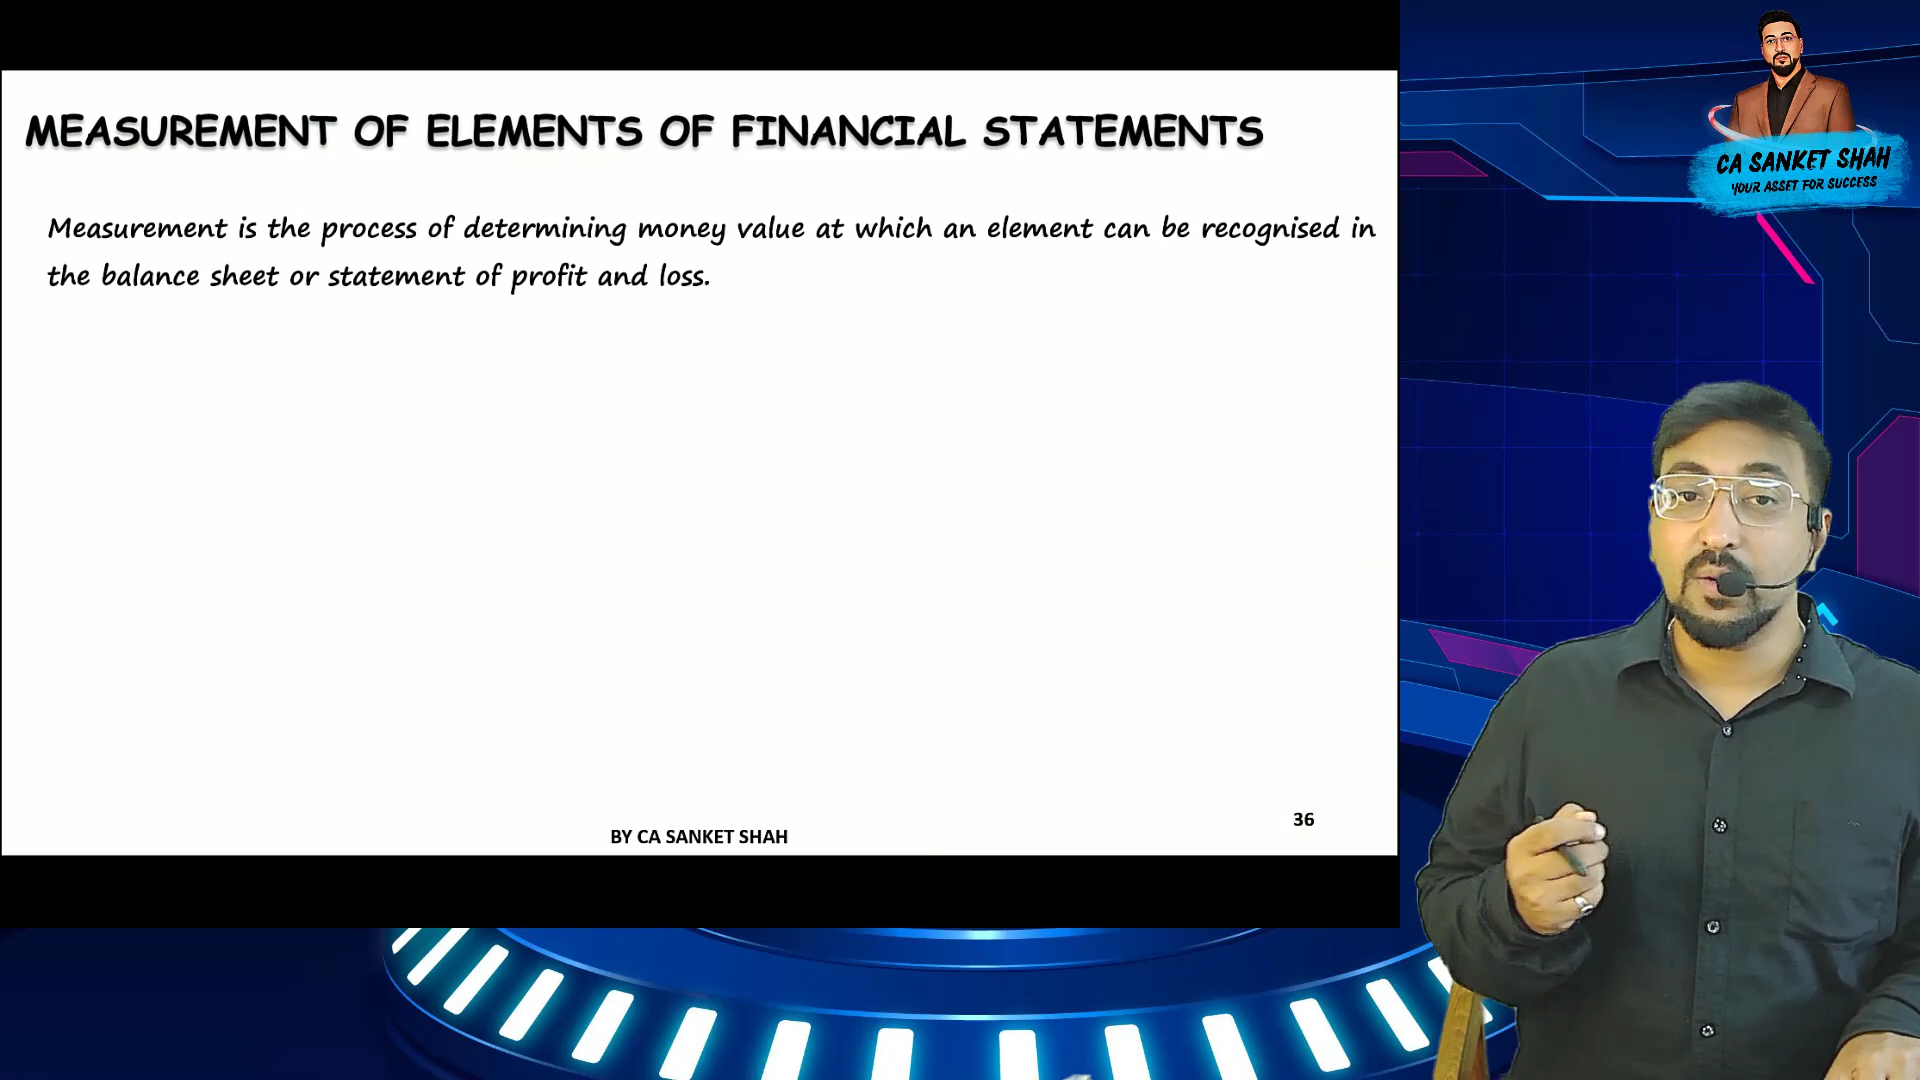 MEASUREMENT OF ELEMENTS OF FINANCIAL STATEMENTS
Measurement is the process of determining money value at which an element can be recognised in
the balance sheet or statement of profit and loss.
BY CA SANKET SHAH
36
CA SANKET SHAH
YOUR ASSET FOR SUCCESS